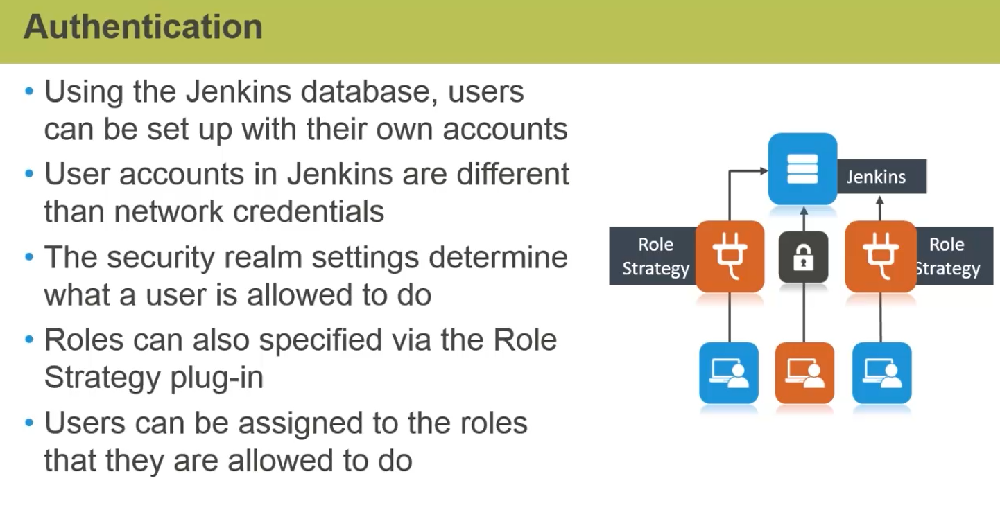 Authentication
• Using the Jenkins database, users
can be set up with their own accounts
• User accounts in Jenkins are different
than network credentials
• The security realm settings determine
what a user is allowed to do
• Roles can also specified via the Role
Strategy plug-in
• Users can be assigned to the roles
that they are allowed to do
Jenkins
Role
Strategy
Role
Strategy